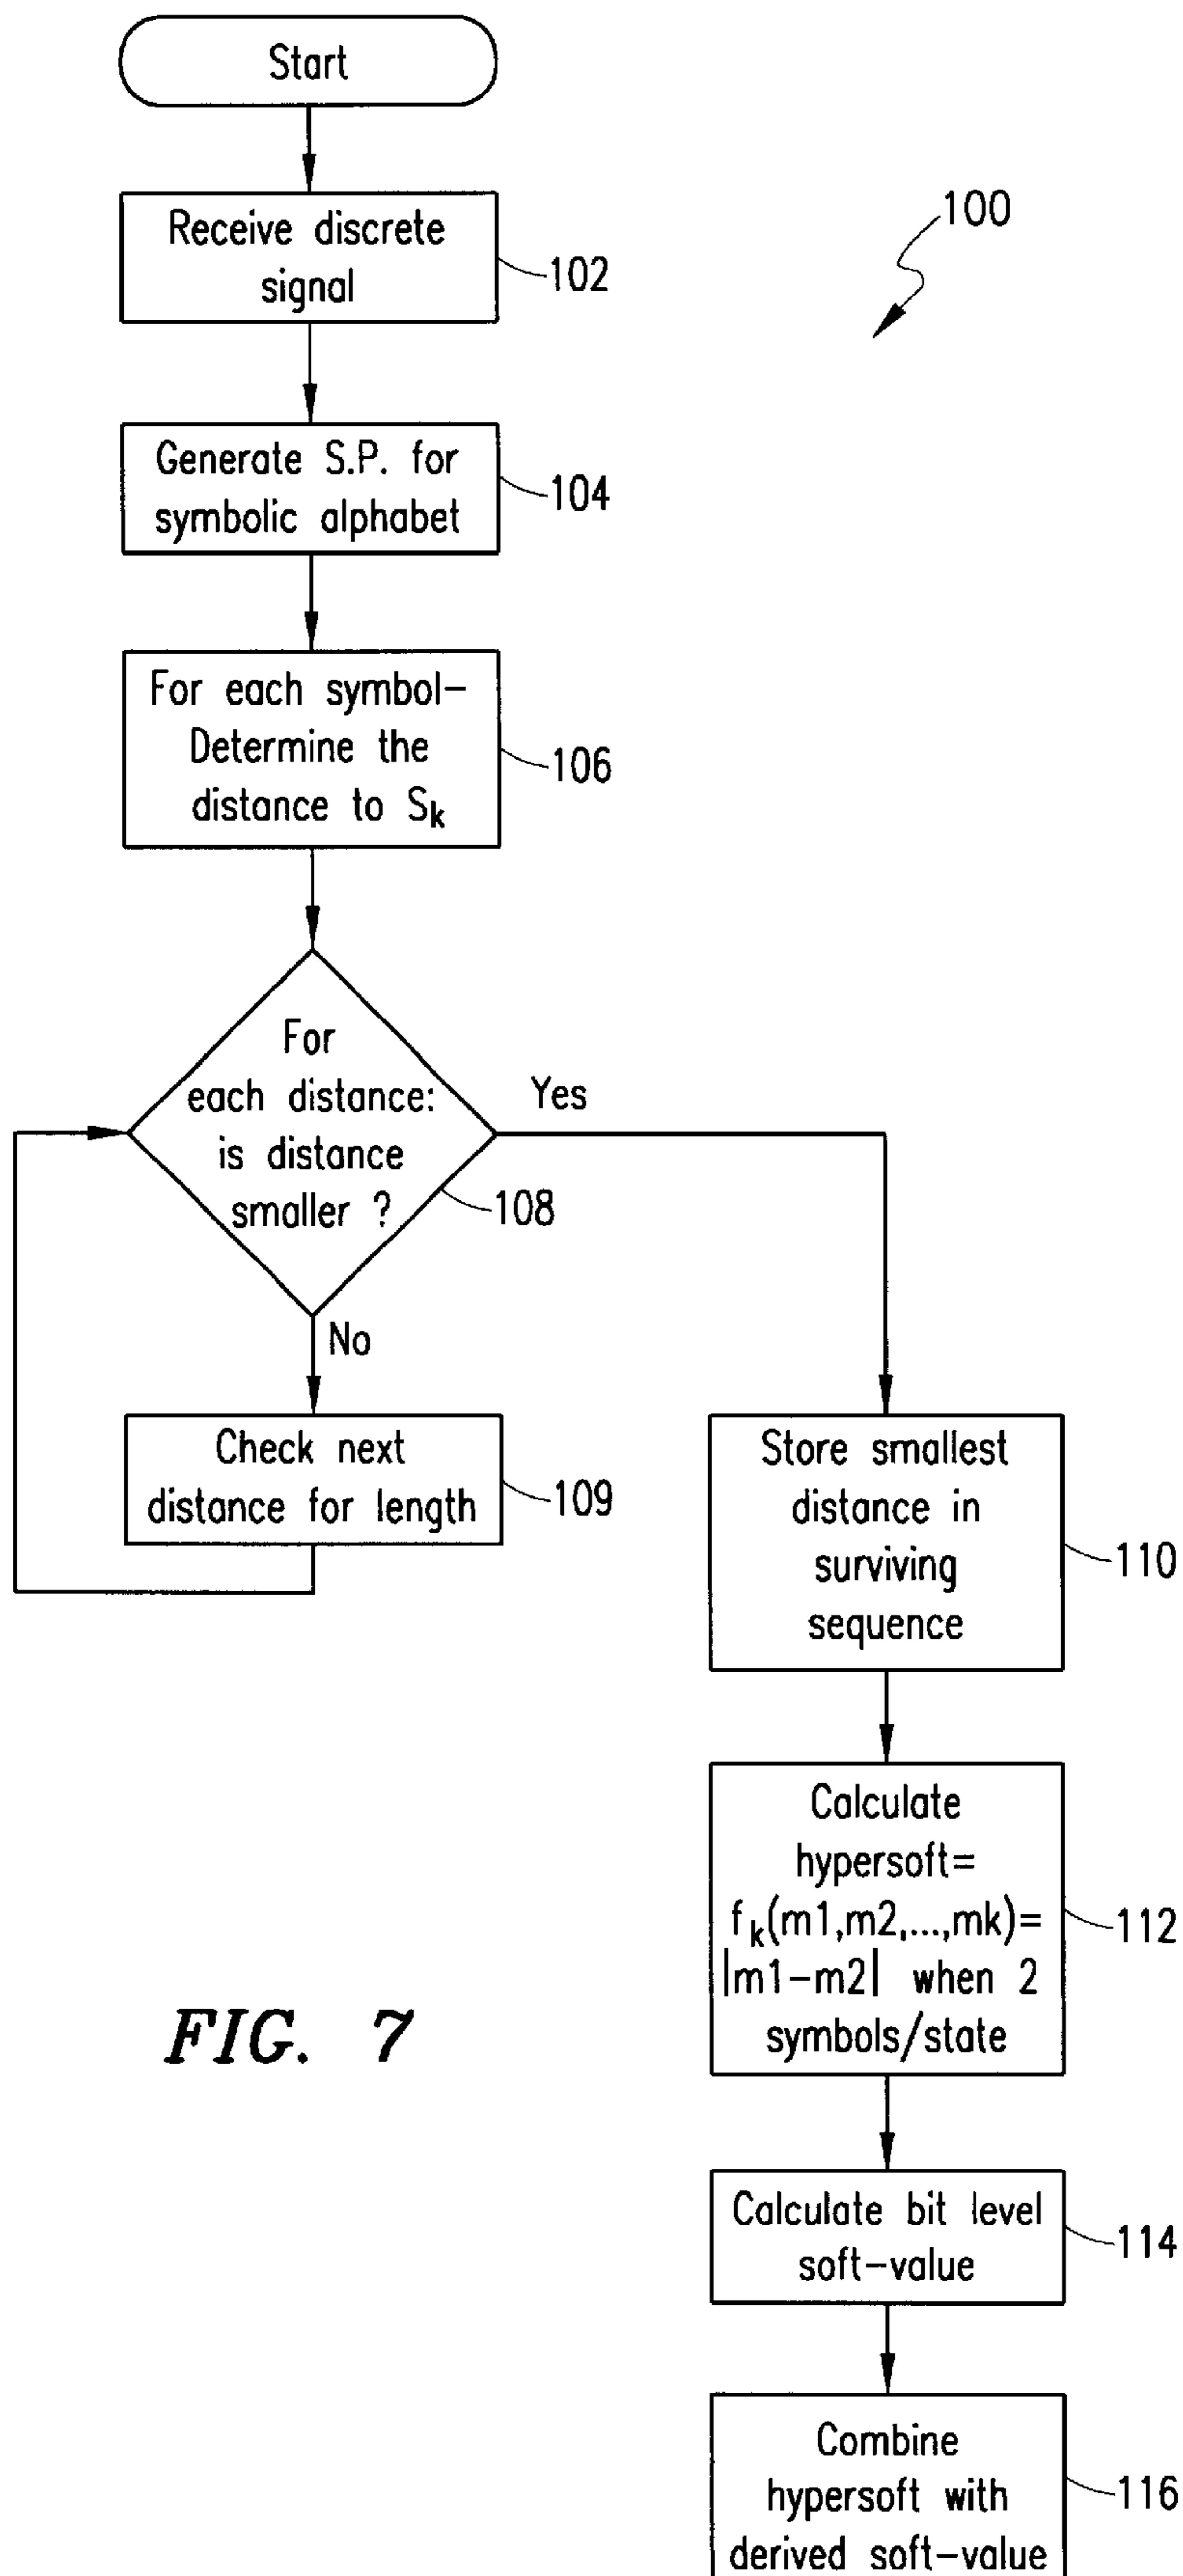 Start
Receive discrete
signal
102
100
Generate S.P. for
symbolic alphabet
104
For each symbol-
Determine the
distance to Sk
106
For
each distance:
is distance
smaller ?
108
Yes
No
Check next
distance for length
109
Store smallest
distance in
surviving
sequence
110
Calculate
hypersoft=
fk(m1,m2,...,mk)=
|m1-m2| when 2
symbols/state
112
Calculate bit level
soft-value
114
Combine
hypersoft with
derived soft-value
116
FIG. 7